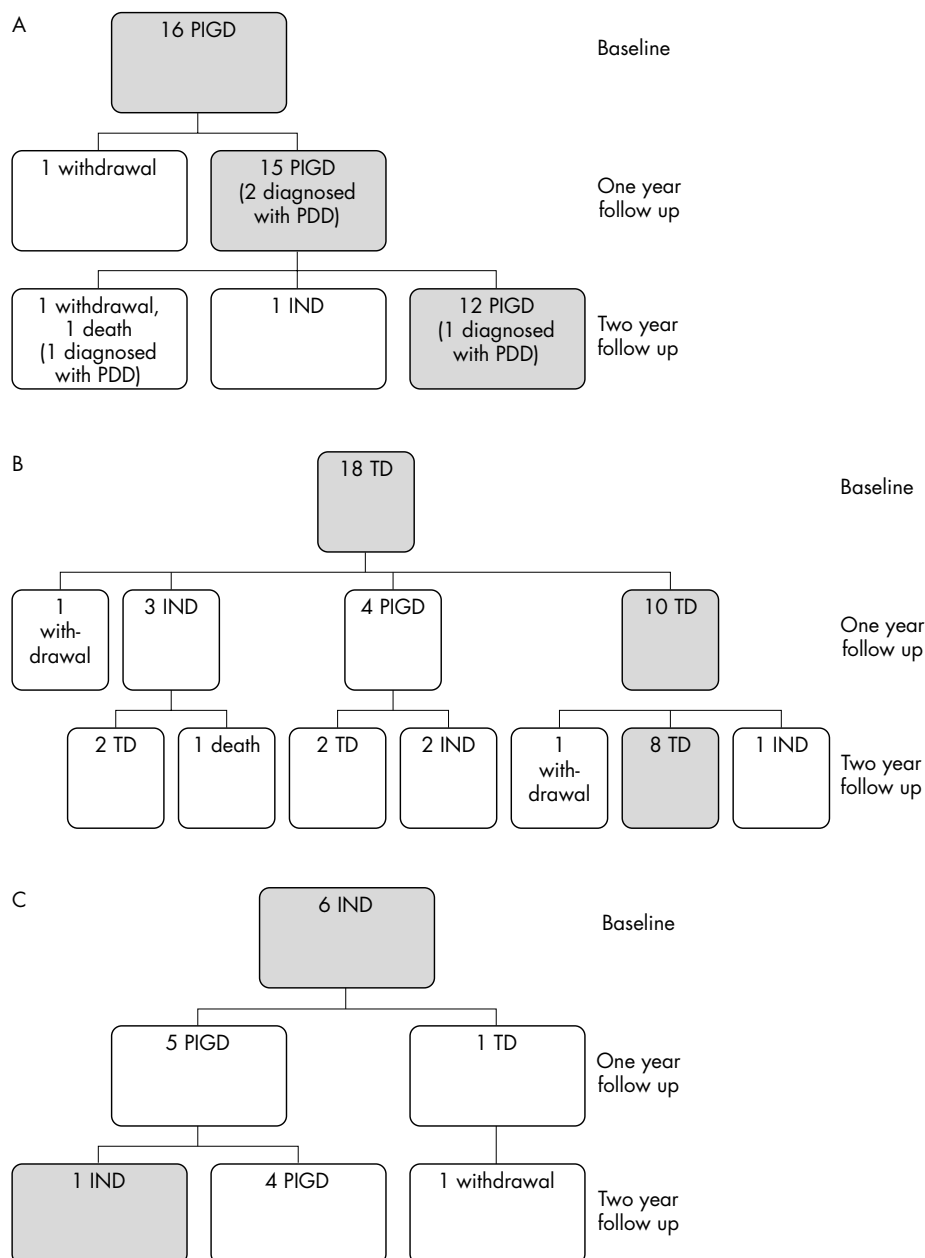 A
16 PIGD
Baseline
1 withdrawal
15 PIGD
(2 diagnosed
with PDD)
One year
follow up
1 withdrawal,
1 death
(1 diagnosed
with PDD)
1 IND
12 PIGD
(1 diagnosed
with PDD)
Two year
follow up
B
18 TD
Baseline
1
with-
drawal
3 IND
4 PIGD
10 TD
One year
follow up
2 TD
1 death
2 TD
2 IND
1
with-
drawal
8 TD
1 IND
Two year
follow up
C
6 IND
Baseline
5 PIGD
1 TD
One year
follow up
1 IND
4 PIGD
1 withdrawal
Two year
follow up